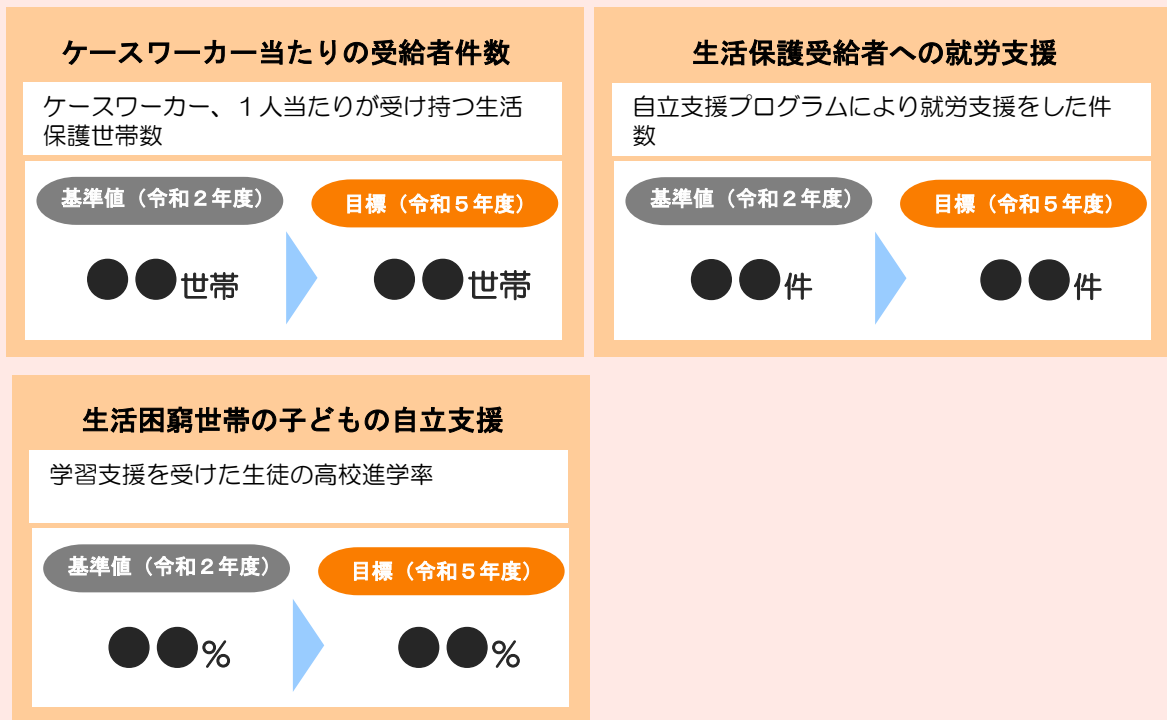 ケースワーカー当たりの受給者件数
ケースワーカー、１人当たりが受け持つ生活
保護世帯数
基準値（令和２年度）
目標（令和５年度）
●●世帯
●●世帯
生活保護受給者への就労支援
自立支援プログラムにより就労支援をした件
数
基準値（令和２年度）
目標（令和５年度）
●●件
●●件
生活困窮世帯の子どもの自立支援
学習支援を受けた生徒の高校進学率
基準値（令和２年度）
目標（令和５年度）
●●％
●●％